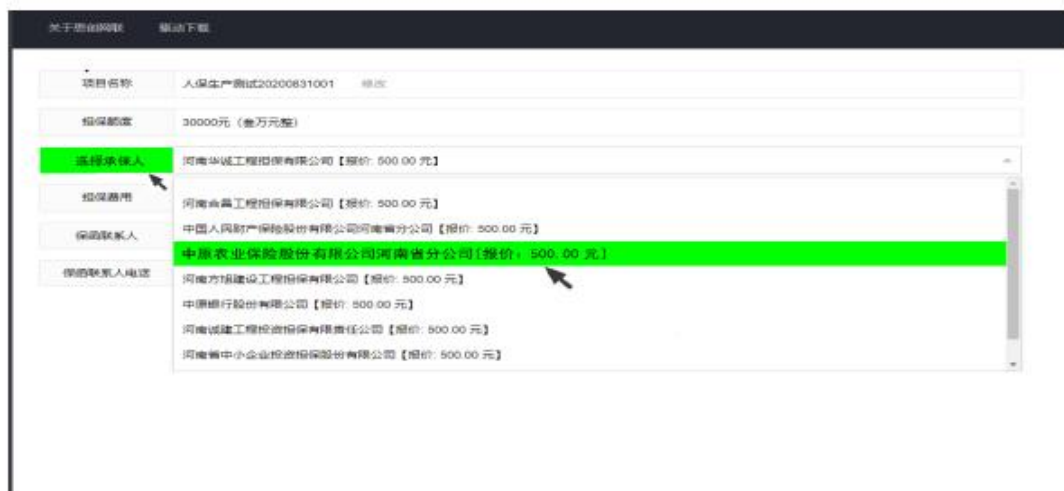 关于思创网联 驱动下载
项目名称 人保生产测试20200831001 修改
担保额度 30000元（叁万元整）
选择承保人 河南华诚工程担保有限公司【报价: 500.00 元】
担保费用
河南省昌工程担保有限公司【报价: 500.00 元】
中国人民财产保险股份有限公司河南省分公司【报价: 500.00 元】
保函联系人
中原农业保险股份有限公司河南省分公司[报价: 500.00 元]
保函联系人电话
河南方旭建设工程担保有限公司【报价: 500.00 元】
中原银行股份有限公司【报价: 500.00 元】
河南诚建工程投资担保有限责任公司【报价: 500.00 元】
河南省中小企业投资担保股份有限公司【报价: 500.00 元】